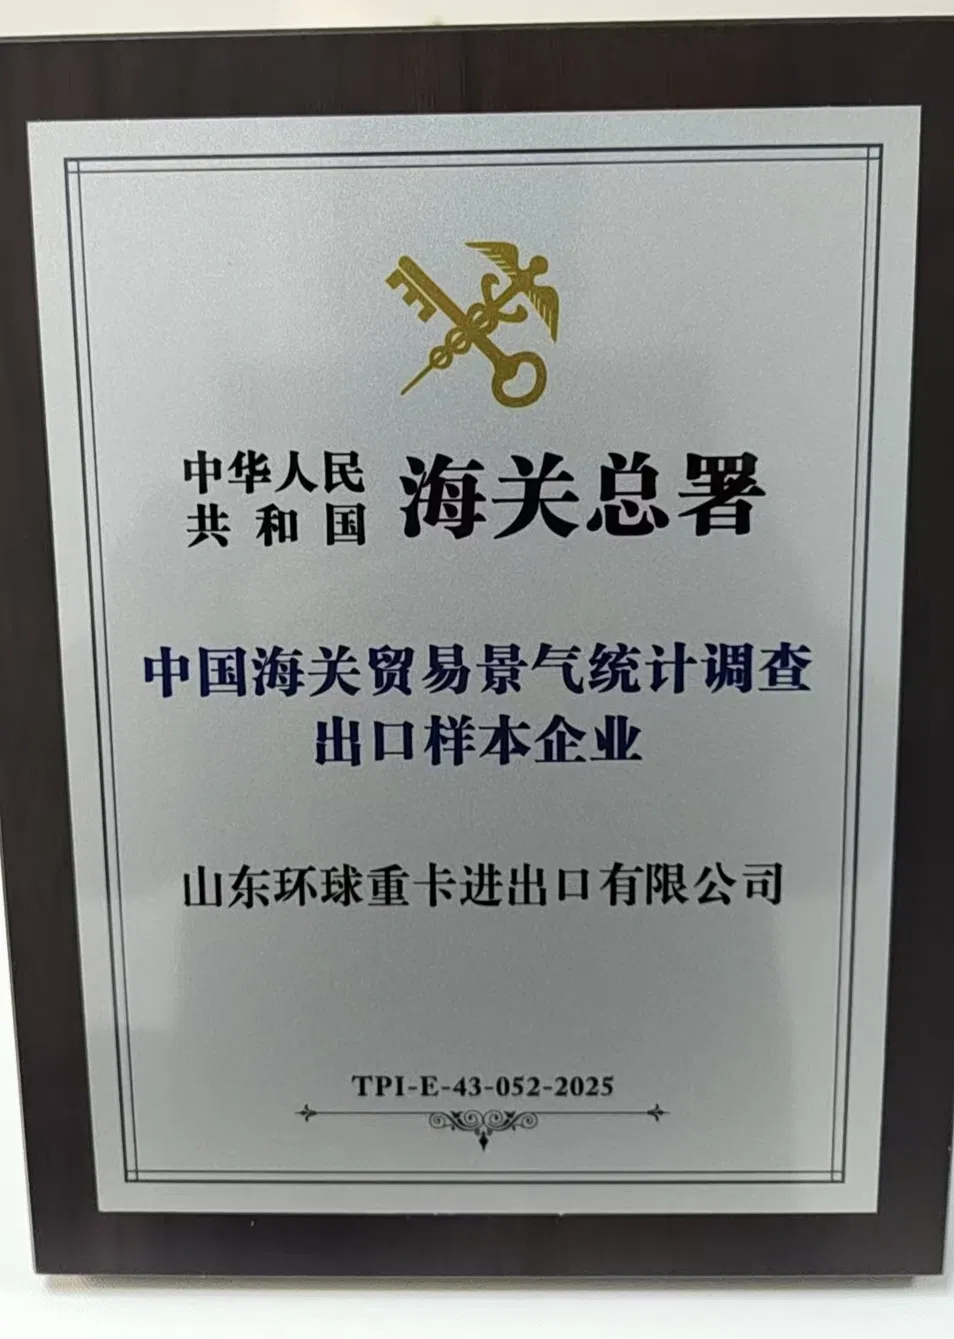 中华人民
共和国
海关总署
中国海关贸易景气统计调查
出口样本企业
山东环球重卡进出口有限公司
TPI-E-43-052-2025